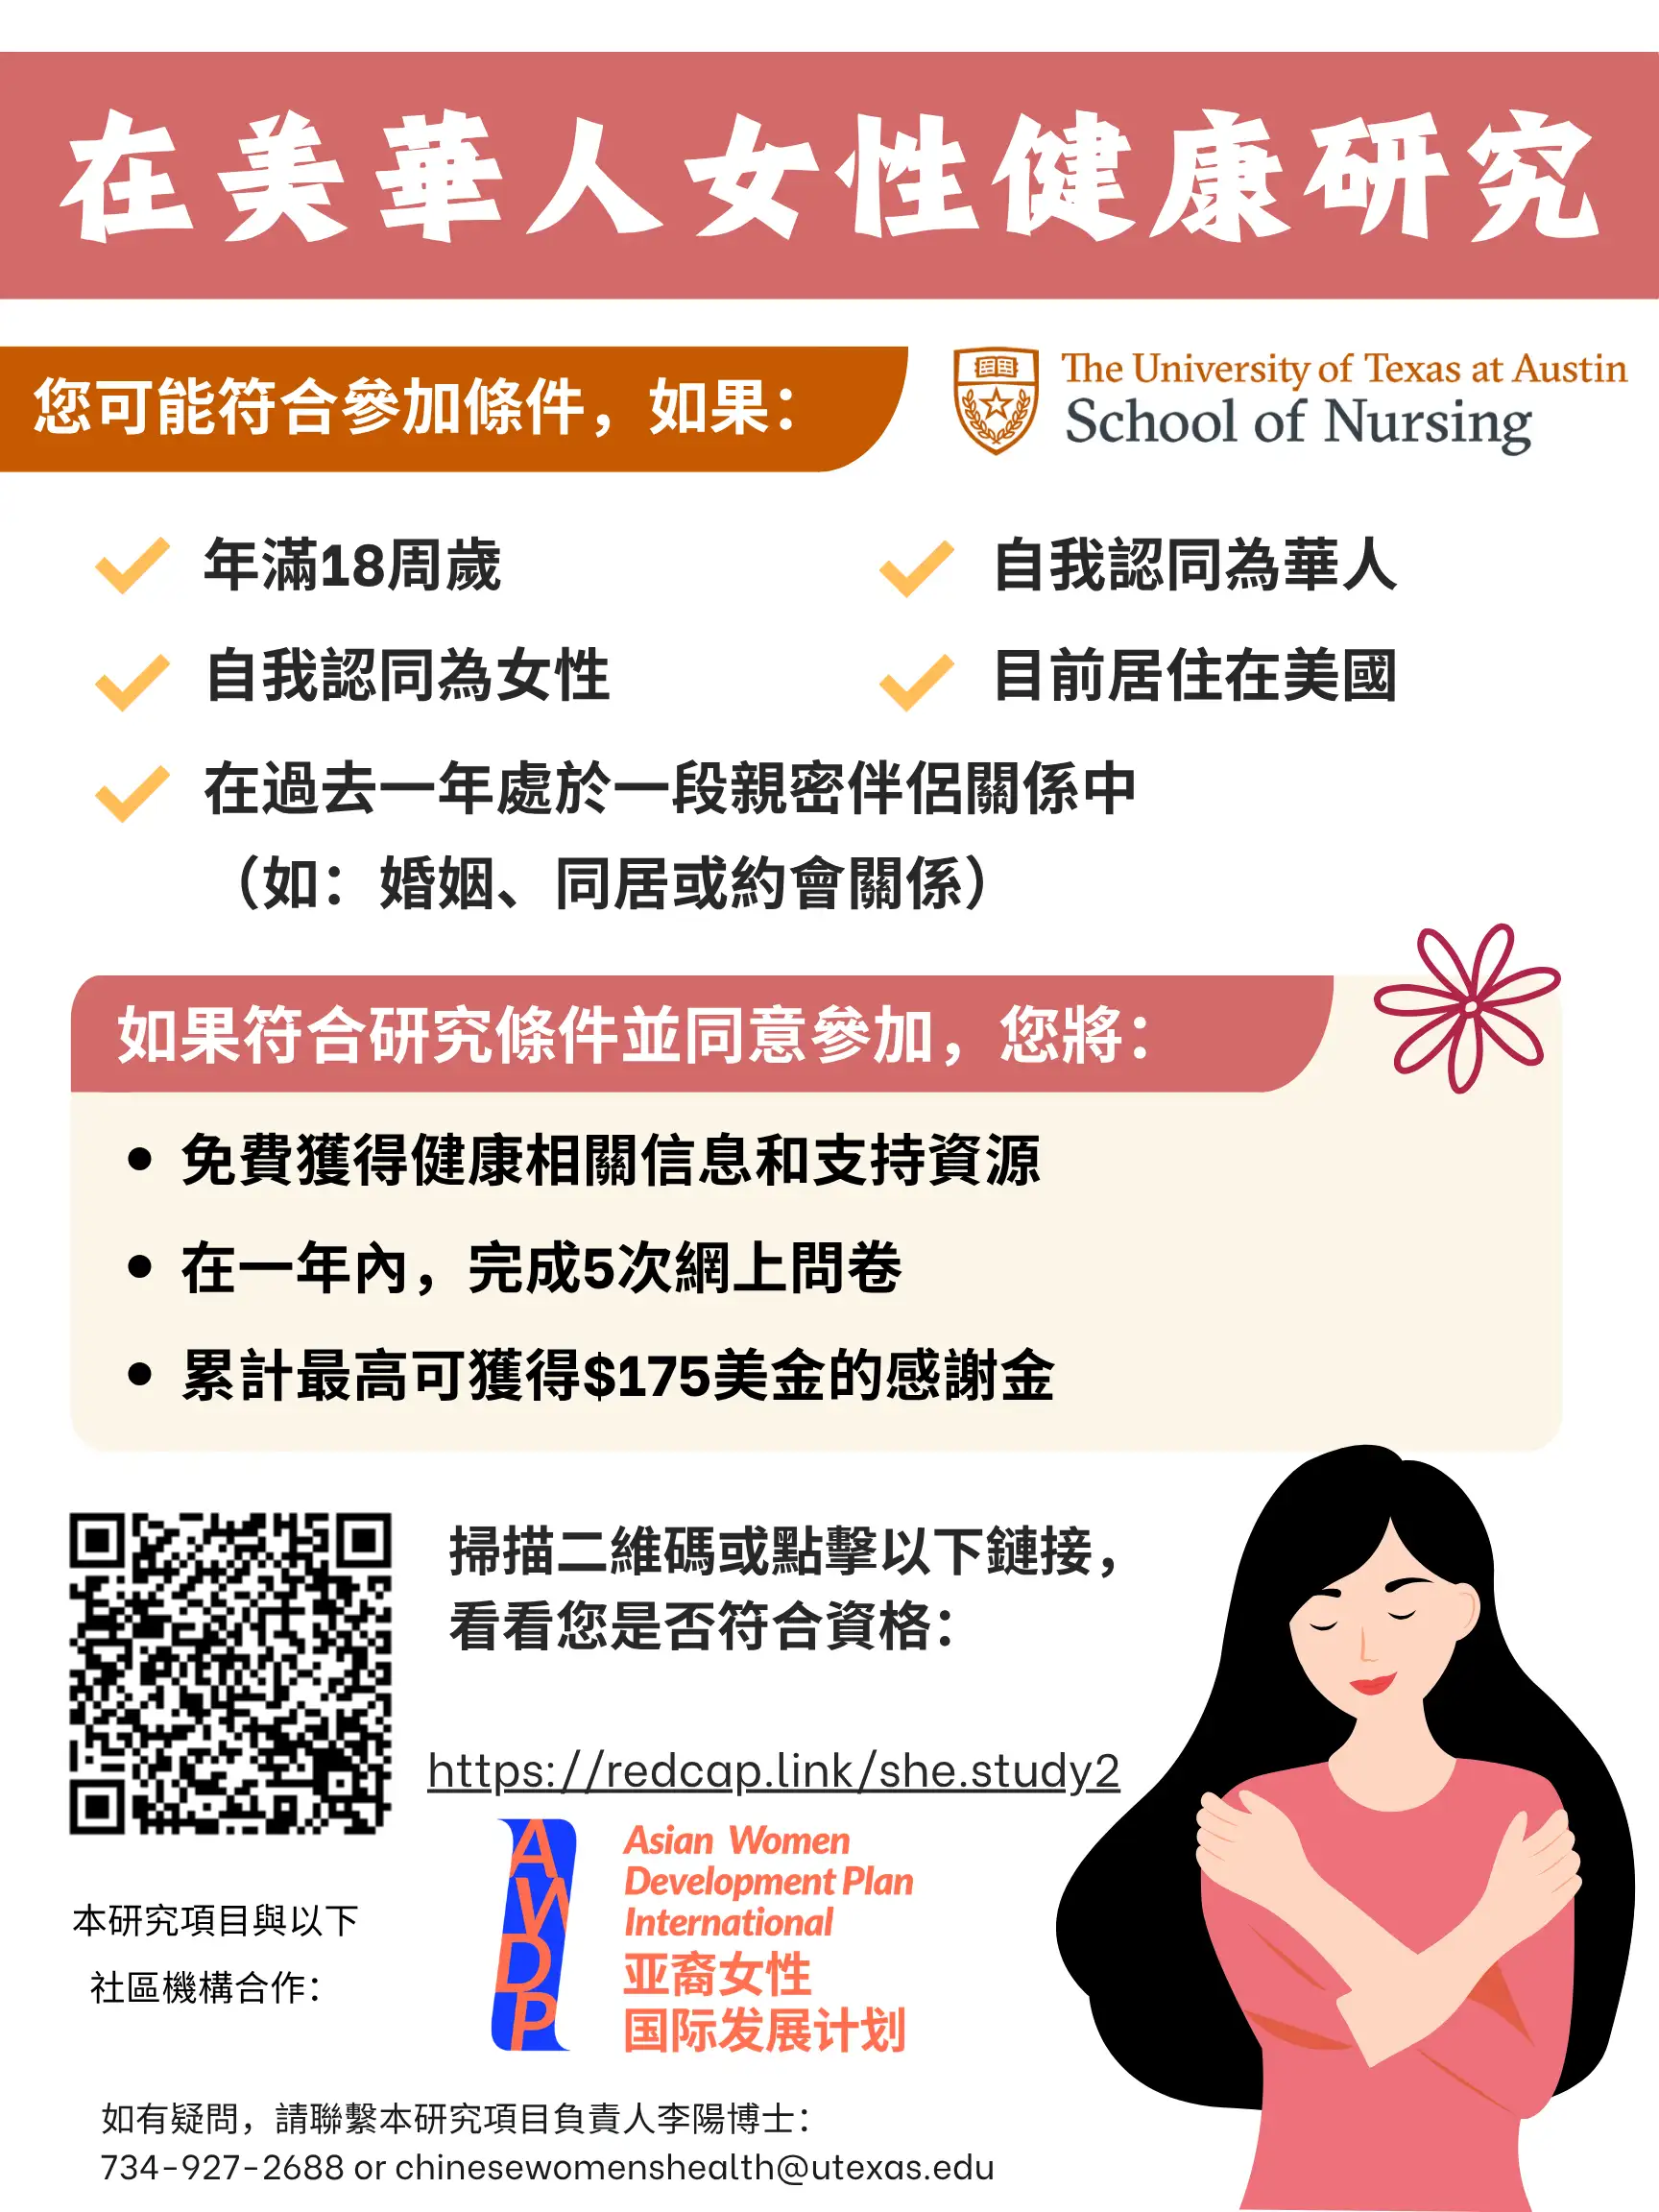 在美華人女性健康研究
您可能符合參加條件，如果：
The University of Texas at Austin
School of Nursing
年滿18周歲
自我認同為華人
自我認同為女性
目前居住在美國
在過去一年處於一段親密伴侶關係中
（如：婚姻、同居或約會關係）
如果符合研究條件並同意參加，您將：
• 免費獲得健康相關信息和支持資源
• 在一年內，完成5次網上問卷
• 累計最高可獲得$175美金的感謝金
掃描二維碼或點擊以下鏈接，
看看您是否符合資格：
https://redcap.link/she.study2
本研究項目與以下
社區機構合作：
AWDP
Asian Women
Development Plan
International
亚裔女性
国际发展计划
如有疑問，請聯繫本研究項目負責人李陽博士：
734-927-2688 or chinesewomenshealth@utexas.edu